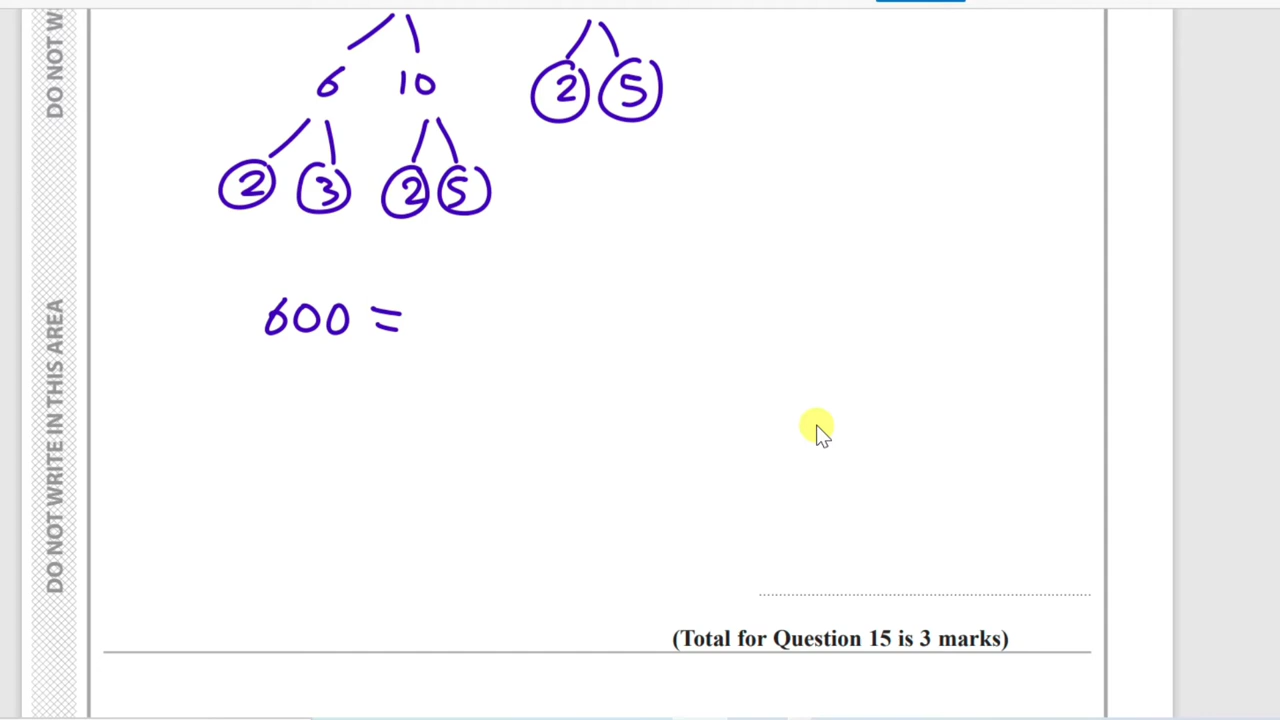 DO NOT W
6 10
2 5
2 3 2 5
600 =
DO NOT WRITE IN THIS AREA
(Total for Question 15 is 3 marks)